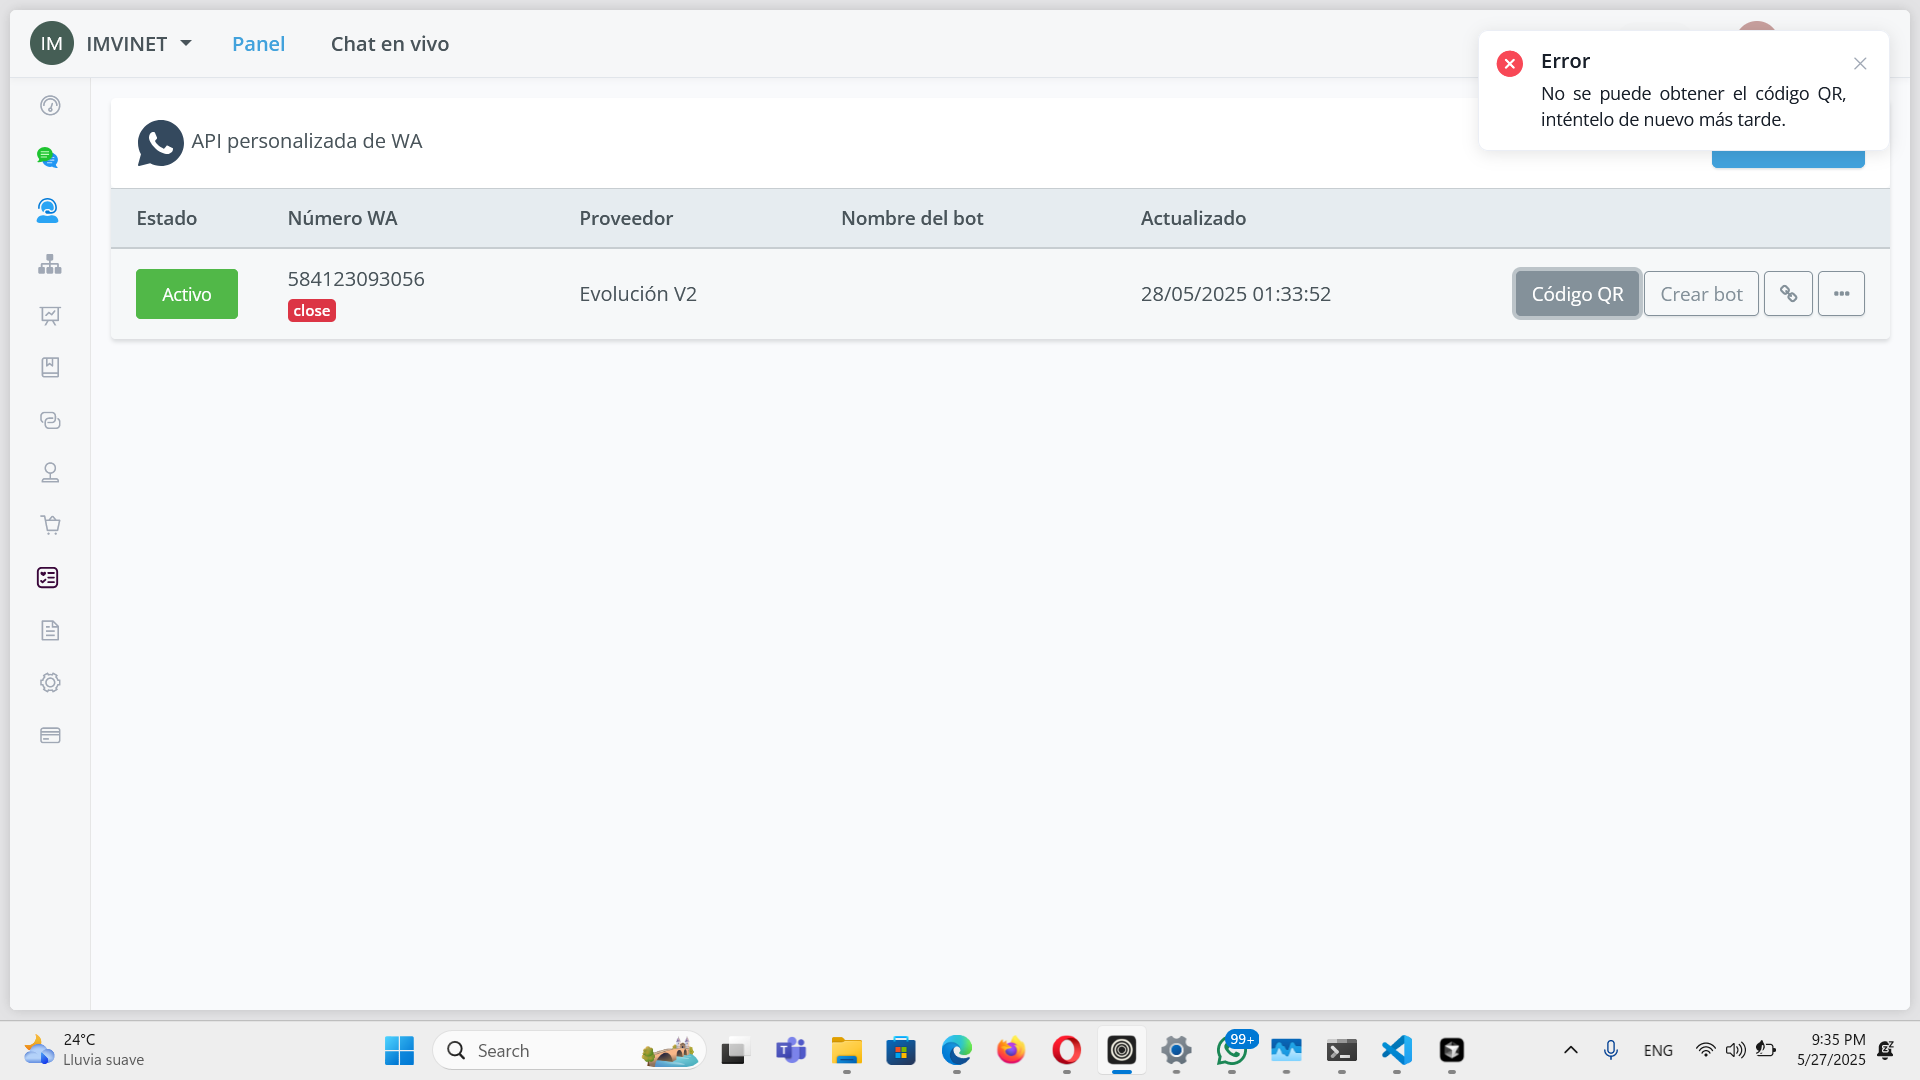 IM IMVINET Panel Chat en vivo
Error
No se puede obtener el código QR,
inténtelo de nuevo más tarde.
API personalizada de WA
Estado Número WA Proveedor Nombre del bot Actualizado
Activo 584123093056 Evolución V2 28/05/2025 01:33:52 Código QR Crear bot
close
24°C
Lluvia suave
Search
T
99+
ENG
9:35 PM
5/27/2025